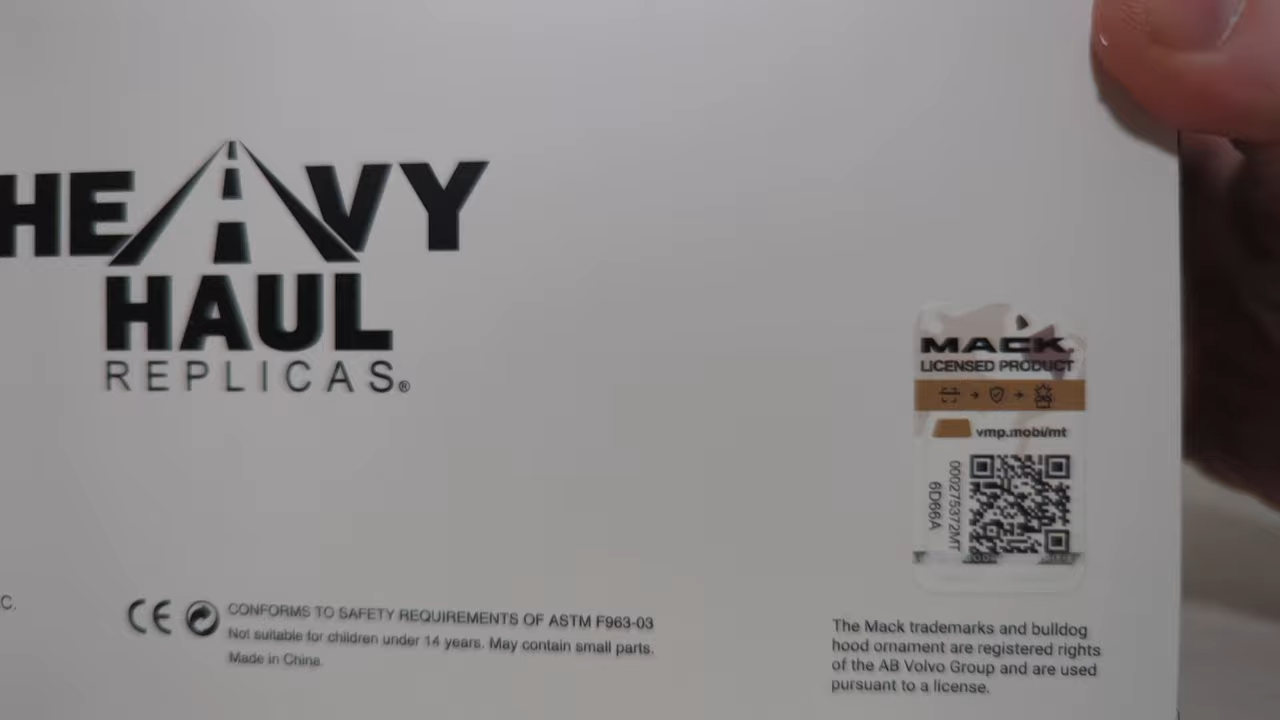 HEAVY
HAUL
REPLICAS®
MACK.
LICENSED PRODUCT
vmp.mobi/mt
000275372MT
6D66A
C.
CE
CONFORMS TO SAFETY REQUIREMENTS OF ASTM F963-03
Not suitable for children under 14 years. May contain small parts.
Made in China.
The Mack trademarks and bulldog
hood ornament are registered rights
of the AB Volvo Group and are used
pursuant to a license.